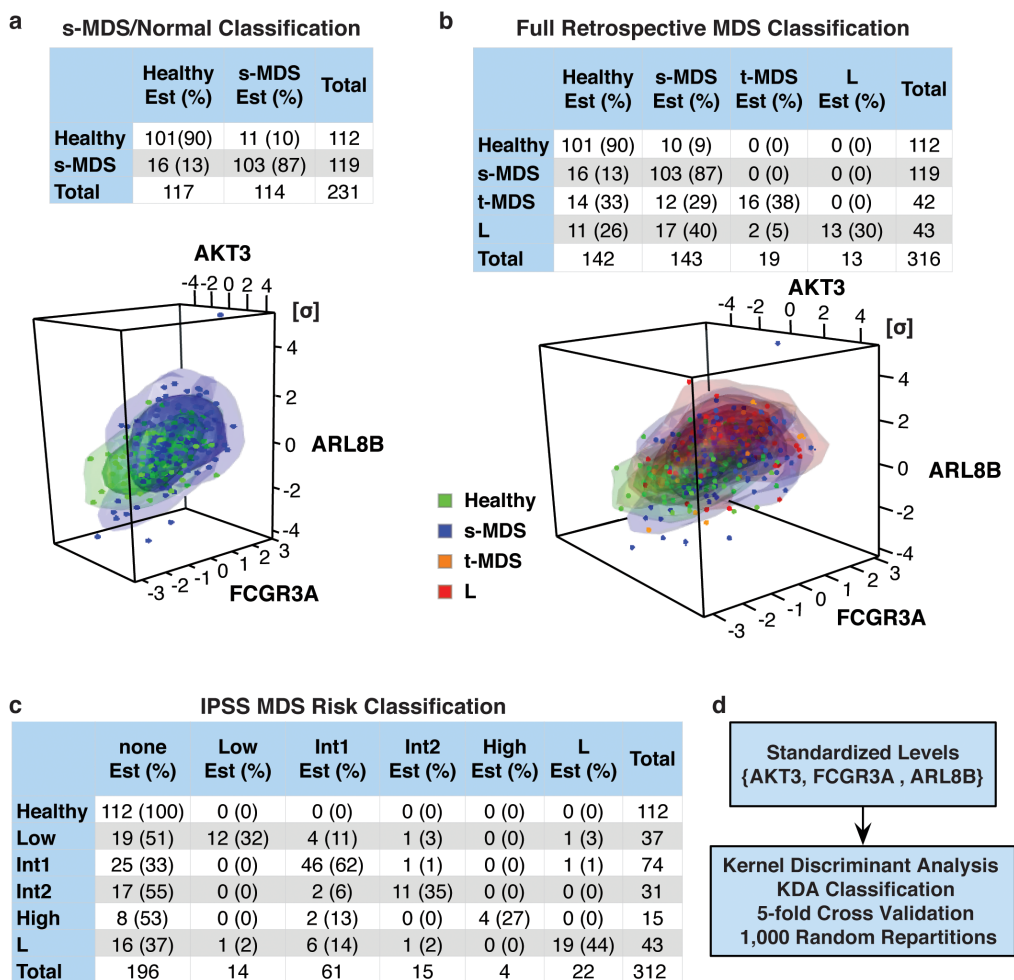 a
s-MDS/Normal Classification
Healthy Est (%) s-MDS Est (%) Total
Healthy 101(90) 11 (10) 112
s-MDS 16 (13) 103 (87) 119
Total 117 114 231
AKT3
-4 -2 0 2 4
[σ]
4
2
0
-2
-4
ARL8B
-3 -2 -1 0 1 2 3
FCGR3A
b
Full Retrospective MDS Classification
Healthy Est (%) s-MDS Est (%) t-MDS Est (%) L Est (%) Total
Healthy 101 (90) 10 (9) 0 (0) 0 (0) 112
s-MDS 16 (13) 103 (87) 0 (0) 0 (0) 119
t-MDS 14 (33) 12 (29) 16 (38) 0 (0) 42
L 11 (26) 17 (40) 2 (5) 13 (30) 43
Total 142 143 19 13 316
AKT3
-4 -2 0 2 4
[σ]
4
2
0
-2
-4
ARL8B
-3 -2 -1 0 1 2 3
FCGR3A
Healthy
s-MDS
t-MDS
L
c
IPSS MDS Risk Classification
none Est (%) Low Est (%) Int1 Est (%) Int2 Est (%) High Est (%) L Est (%) Total
Healthy 112 (100) 0 (0) 0 (0) 0 (0) 0 (0) 0 (0) 112
Low 19 (51) 12 (32) 4 (11) 1 (3) 0 (0) 1 (3) 37
Int1 25 (33) 0 (0) 46 (62) 1 (1) 0 (0) 1 (1) 74
Int2 17 (55) 0 (0) 2 (6) 11 (35) 0 (0) 0 (0) 31
High 8 (53) 0 (0) 2 (13) 0 (0) 4 (27) 0 (0) 15
L 16 (37) 1 (2) 6 (14) 1 (2) 0 (0) 19 (44) 43
Total 196 14 61 15 4 22 312
d
Standardized Levels
{AKT3, FCGR3A , ARL8B}
Kernel Discriminant Analysis
KDA Classification
5-fold Cross Validation
1,000 Random Repartitions